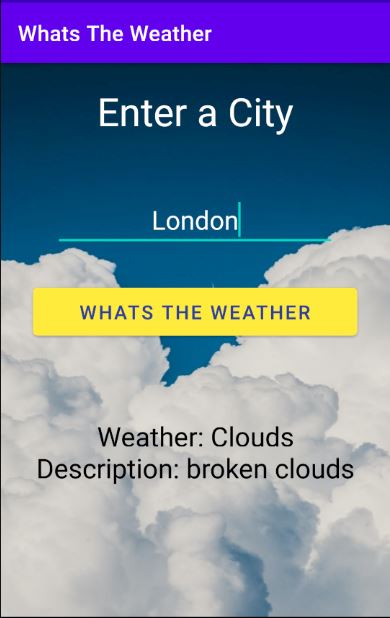 Whats The Weather
Enter a City
London
WHATS THE WEATHER
Weather: Clouds
Description: broken clouds